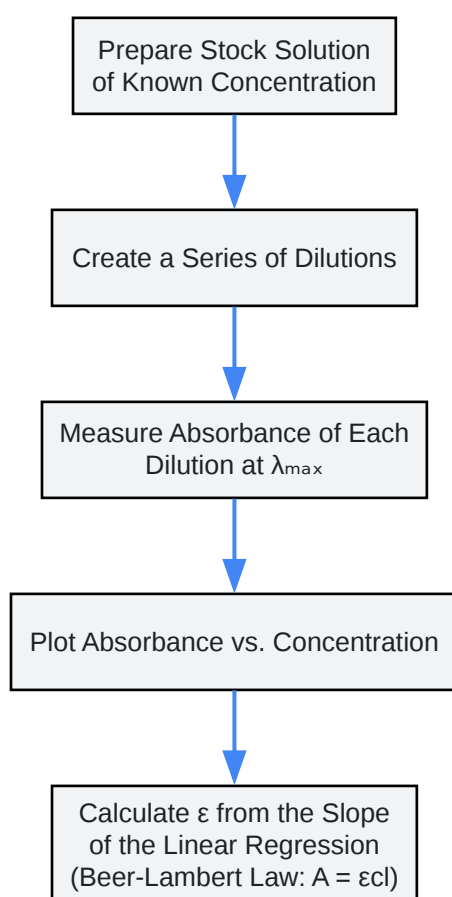 Prepare Stock Solution
of Known Concentration
Create a Series of Dilutions
Measure Absorbance of Each
Dilution at λₘₐₓ
Plot Absorbance vs. Concentration
Calculate ε from the Slope
of the Linear Regression
(Beer-Lambert Law: A = εcl)